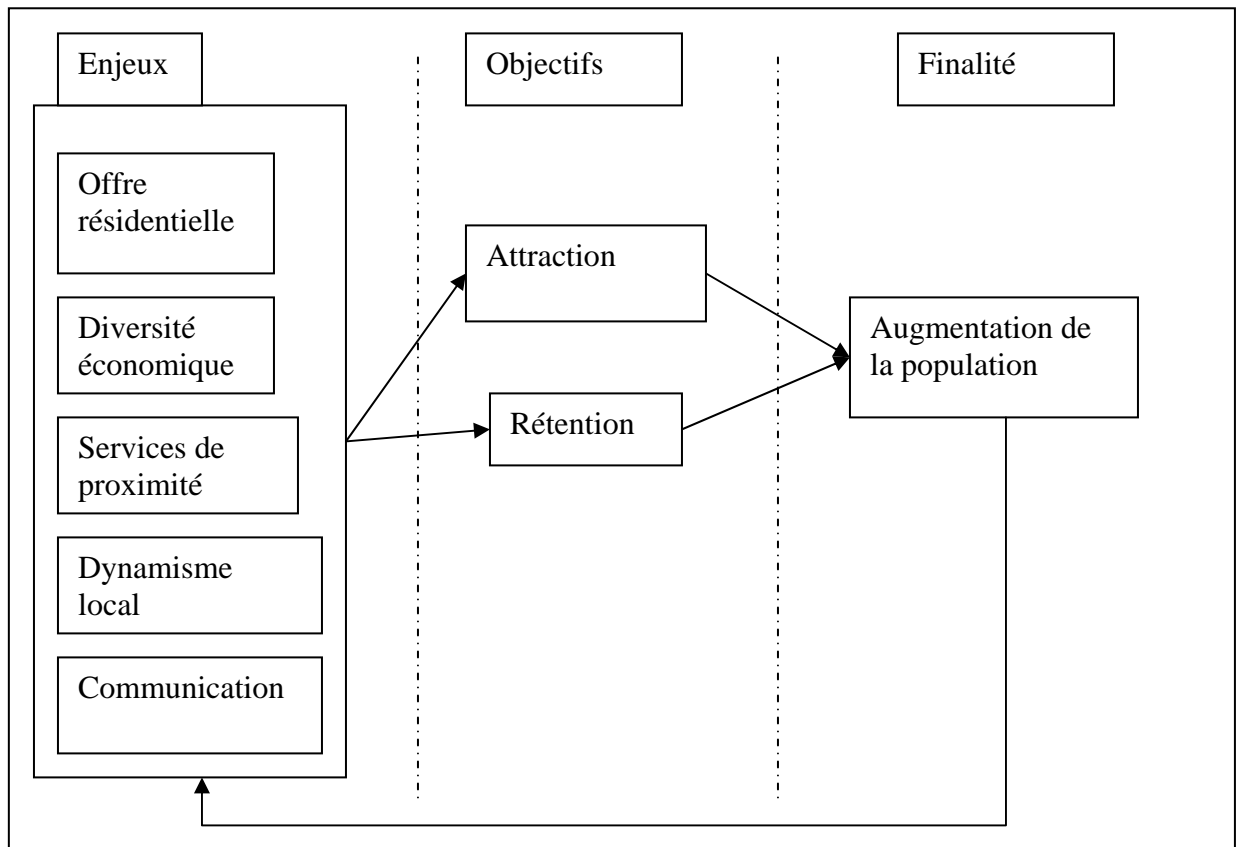 Enjeux
Objectifs
Finalité
Offre
résidentielle
Diversité
économique
Services de
proximité
Dynamisme
local
Communication
Attraction
Rétention
Augmentation de
la population